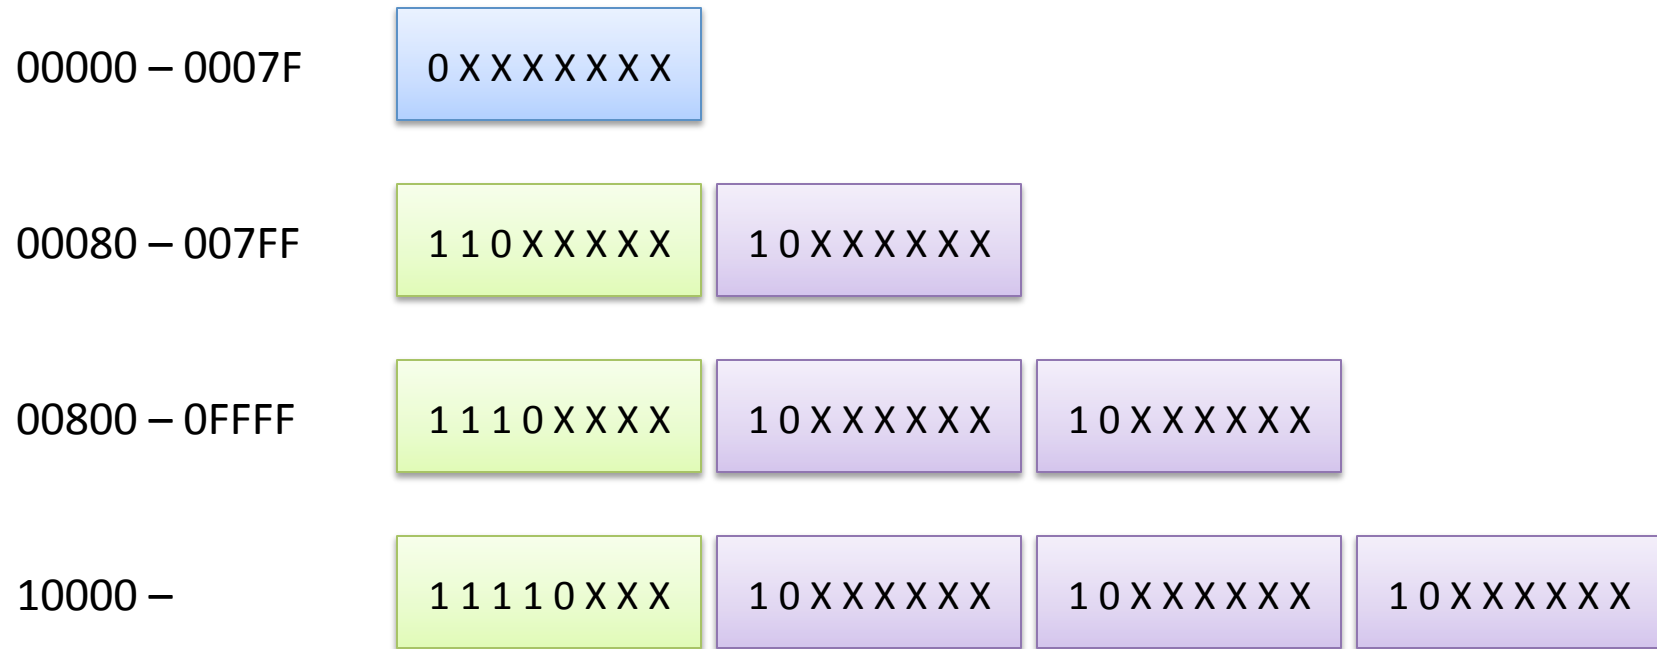 00000 – 0007F 0 X X X X X X X
00080 – 007FF 1 1 0 X X X X X 1 0 X X X X X X
00800 – 0FFFF 1 1 1 0 X X X X 1 0 X X X X X X 1 0 X X X X X X
10000 – 1 1 1 1 0 X X X 1 0 X X X X X X 1 0 X X X X X X 1 0 X X X X X X